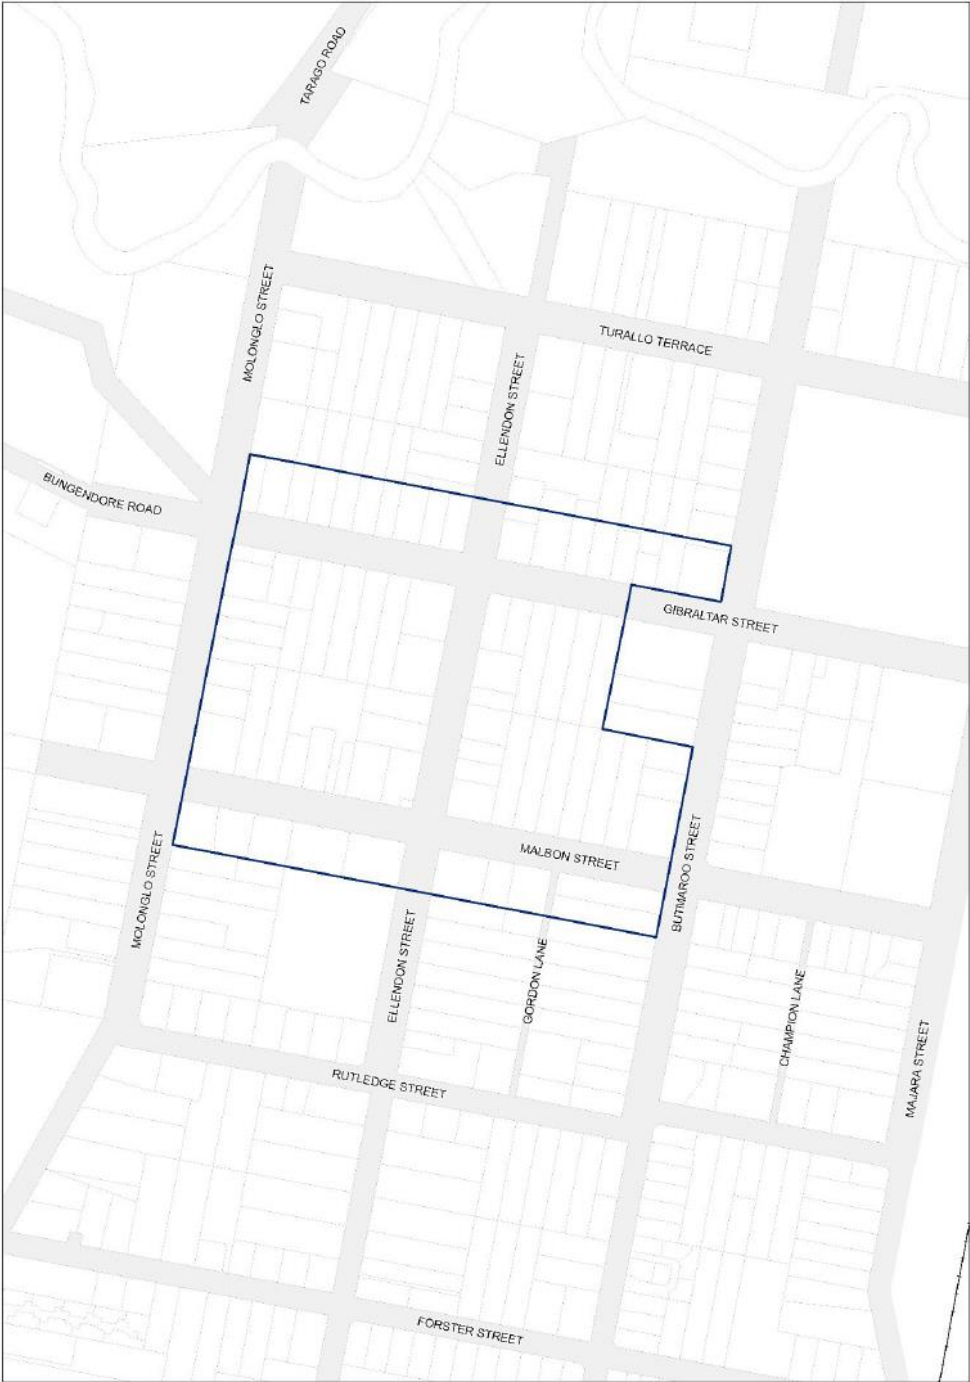 TARAGO ROAD
MOLONGLO STREET
TURALLO TERRACE
ELLENDON STREET
BUNGENDORE ROAD
GIBRALTAR STREET
MALBON STREET
BUTMAROO STREET
MOLONGLO STREET
ELLENDON STREET
GORDON LANE
CHAMPION LANE
MAJARA STREET
RUTLEDGE STREET
FORSTER STREET